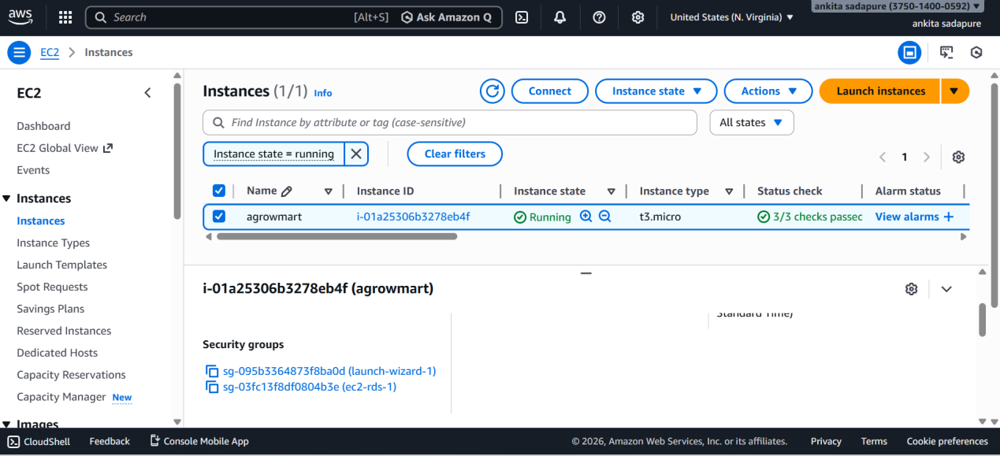 aws
Search [Alt+S] Ask Amazon Q United States (N. Virginia) ▼
ankita sadapure (3750-1400-0592) ▼
ankita sadapure
EC2 > Instances
EC2
Dashboard
EC2 Global View
Events
Instances
Instances
Instance Types
Launch Templates
Spot Requests
Savings Plans
Reserved Instances
Dedicated Hosts
Capacity Reservations
Capacity Manager New
Images
Instances (1/1) Info
Connect Instance state ▼ Actions ▼ Launch instances ▼
Find Instance by attribute or tag (case-sensitive) All states ▼
Instance state = running Clear filters
1
Name Instance ID Instance state Instance type Status check Alarm status
agrowmart i-01a25306b3278eb4f Running t3.micro 3/3 checks passec View alarms +
i-01a25306b3278eb4f (agrowmart)
Standard Time)
Security groups
sg-095b3364873f8ba0d (launch-wizard-1)
sg-03fc13f8df0804b3e (ec2-rds-1)
CloudShell Feedback Console Mobile App © 2026, Amazon Web Services, Inc. or its affiliates. Privacy Terms Cookie preferences